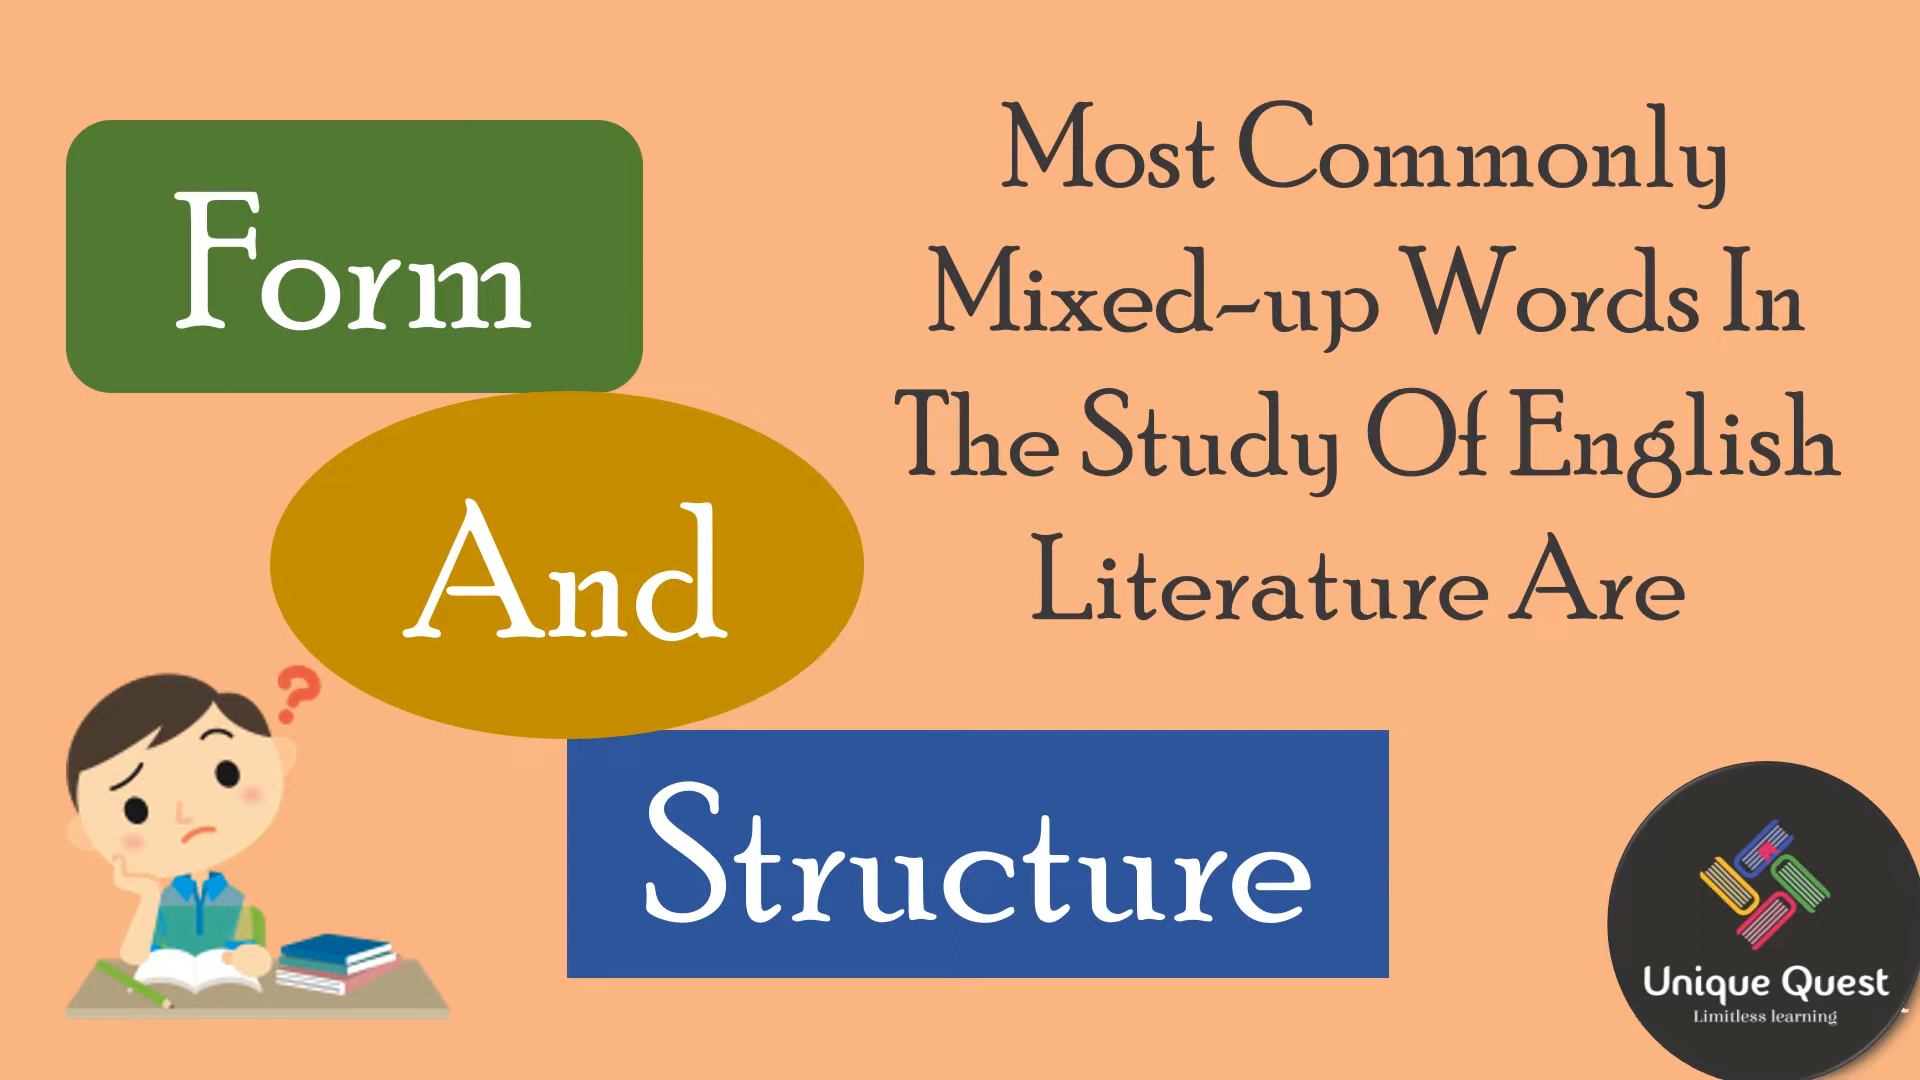 Most Commonly
Mixed-up Words In
The Study Of English
Literature Are
Form
And
Structure
?
Unique Quest
Limitless learning